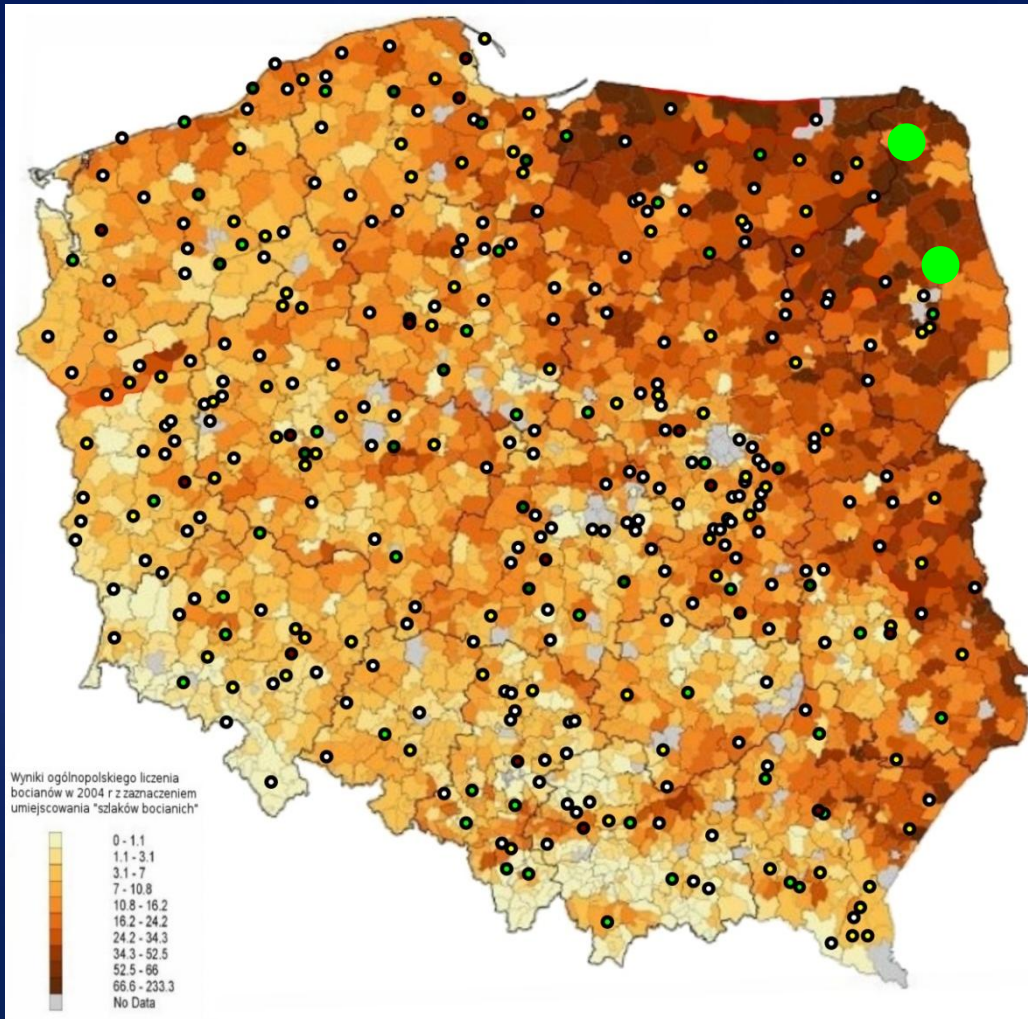 Wyniki ogólnopolskiego liczenia
bocianów w 2004 r z zaznaczeniem
umiejscowania "szlaków bocianich"
0 - 1.1
1.1 - 3.1
3.1 - 7
7 - 10.8
10.8 - 16.2
16.2 - 24.2
24.2 - 34.3
34.3 - 52.5
52.5 - 66
66.6 - 233.3
No Data